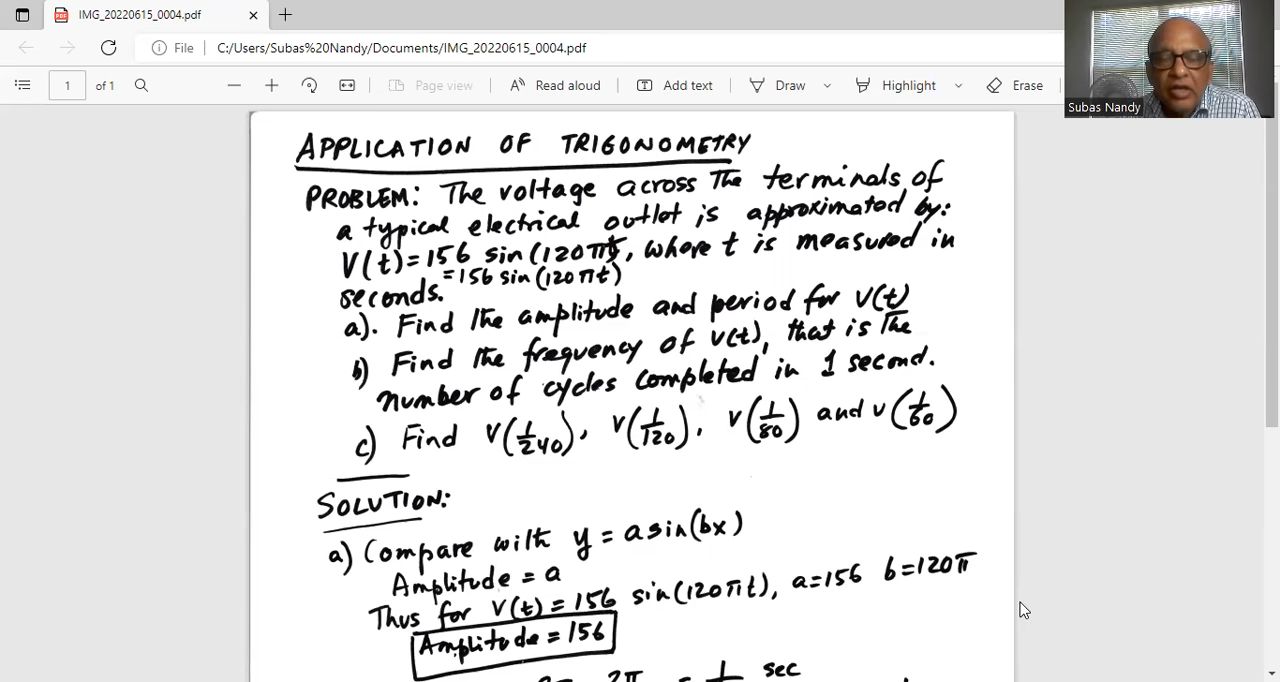 IMG_20220615_0004.pdf
File C:/Users/Subas%20Nandy/Documents/IMG_20220615_0004.pdf
1 of 1 Page view Read aloud Add text Draw Highlight Erase
Subas Nandy
APPLICATION OF TRIGONOMETRY
PROBLEM: The voltage across the terminals of
a typical electrical outlet is approximated by:
V(t) = 156 sin(120πt), where t is measured in
= 156 sin(120πt)
seconds.
a). Find the amplitude and period for V(t)
b) Find the frequency of V(t), that is the
number of cycles completed in 1 second.
c) Find V(1/240), V(1/120), V(1/80) and V(1/60)
SOLUTION:
a) Compare with y = a sin(bx)
Amplitude = a
Thus for V(t) = 156 sin(120πt), a=156 b=120π
Amplitude = 156
sec